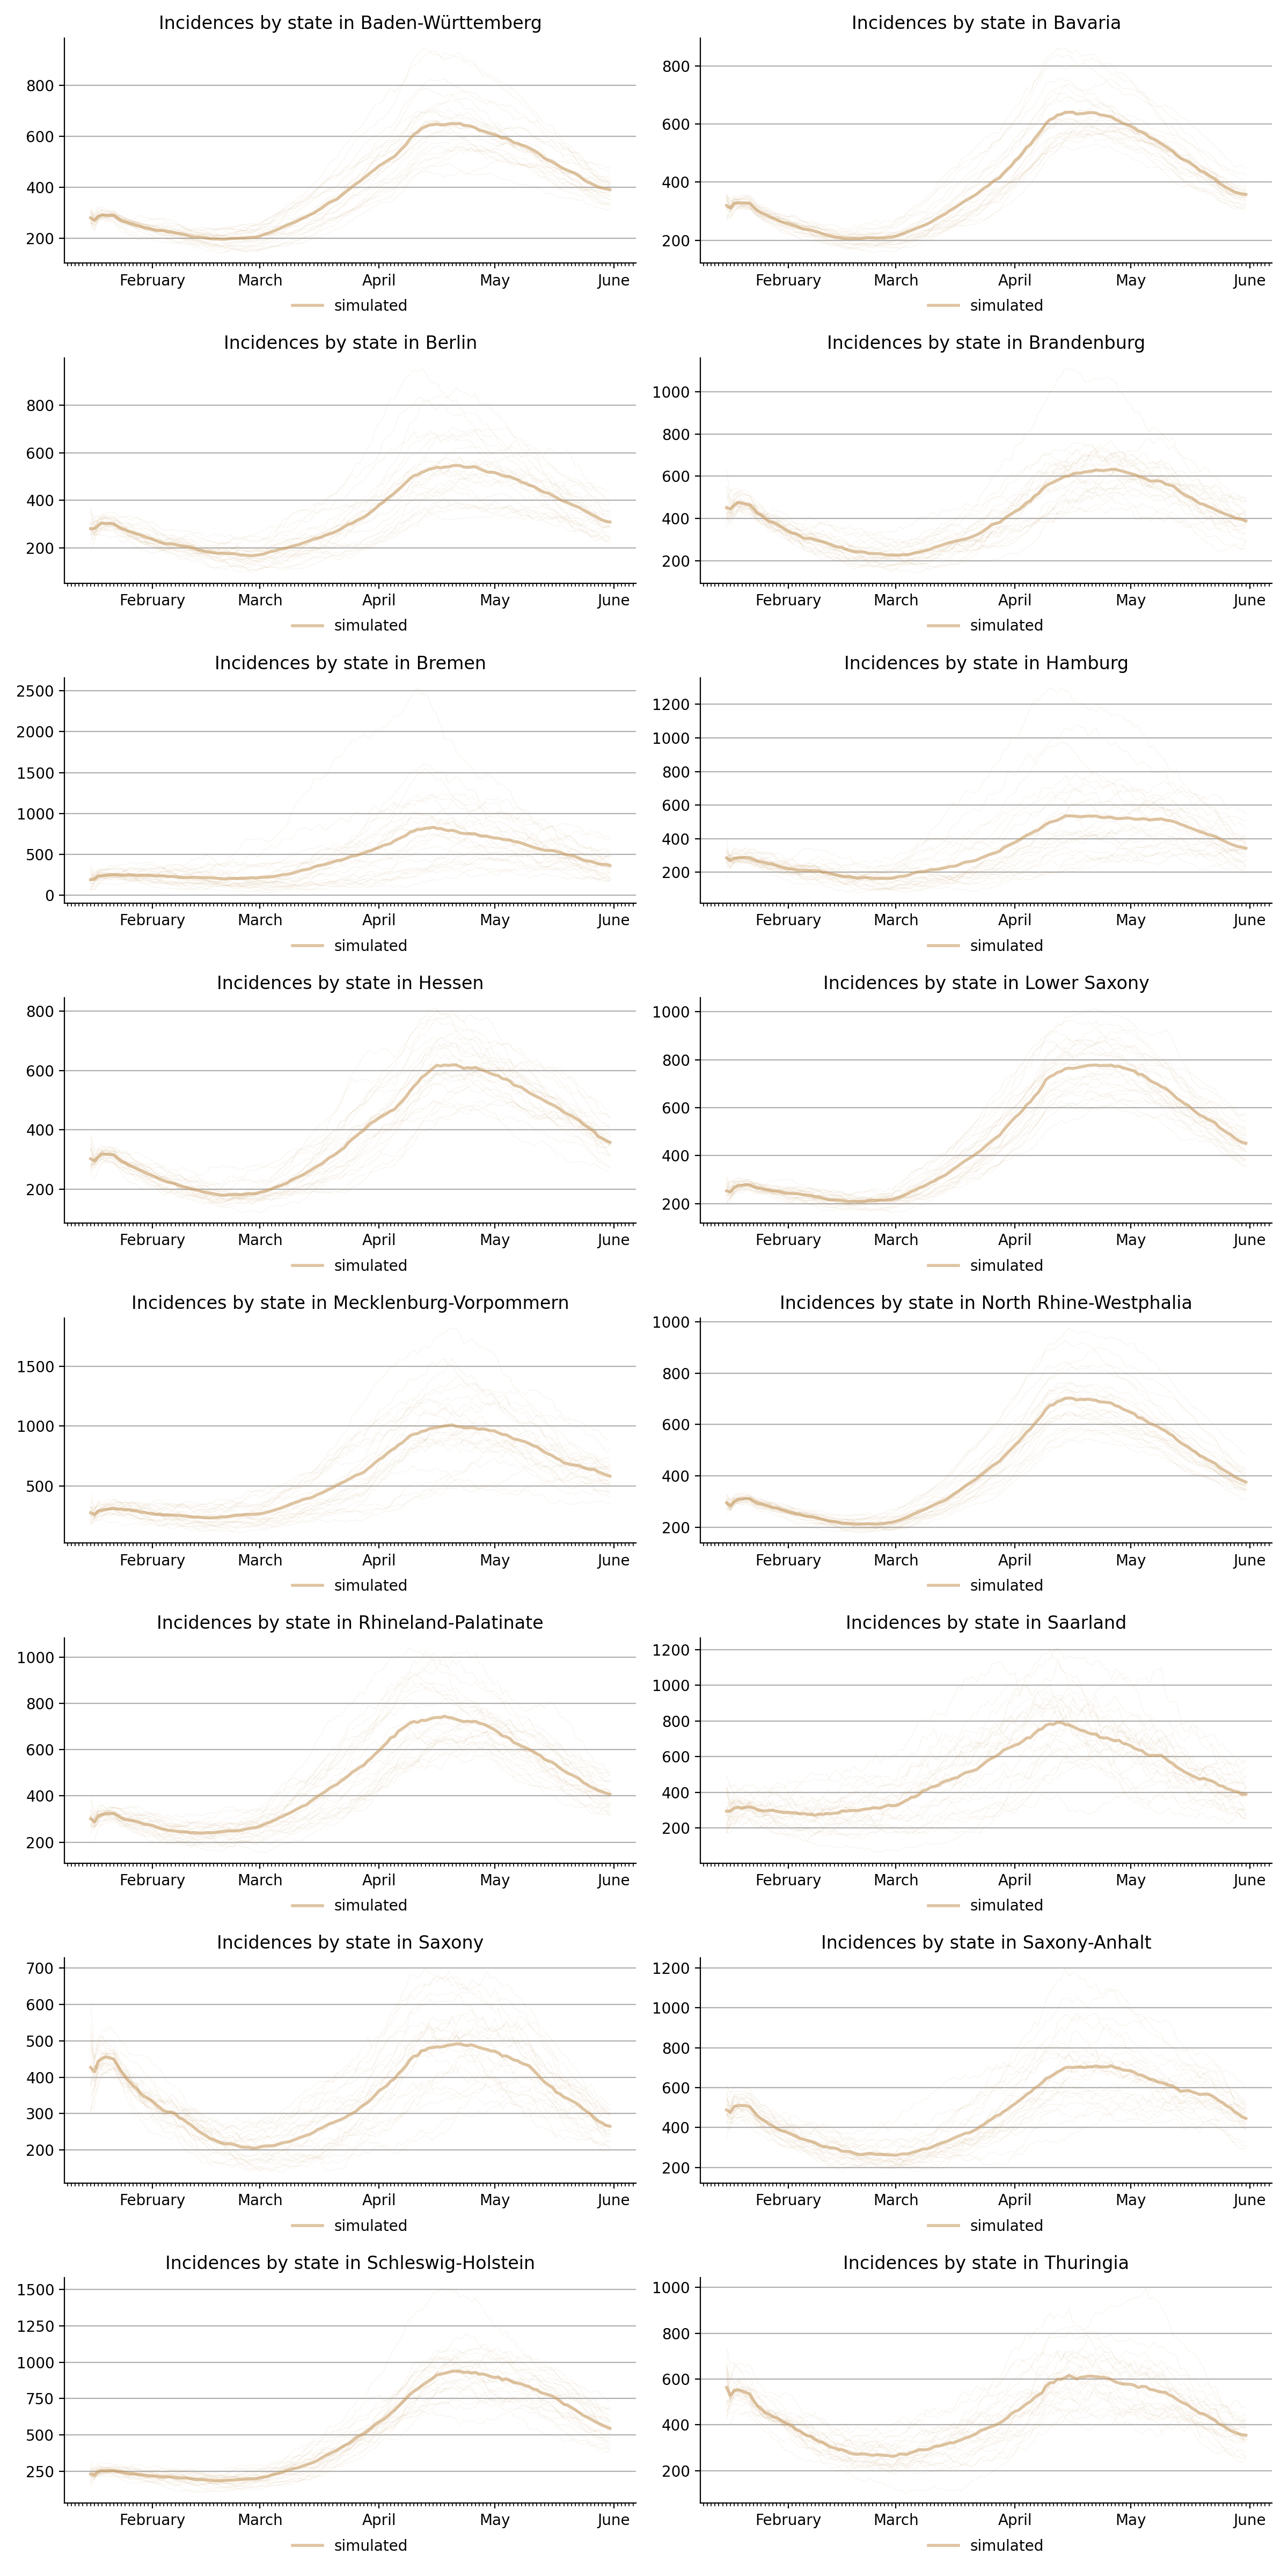 Incidences by state in Baden-Württemberg
800
600
400
200
February March April May June
simulated
Incidences by state in Bavaria
800
600
400
200
February March April May June
simulated
Incidences by state in Berlin
800
600
400
200
February March April May June
simulated
Incidences by state in Brandenburg
1000
800
600
400
200
February March April May June
simulated
Incidences by state in Bremen
2500
2000
1500
1000
500
0
February March April May June
simulated
Incidences by state in Hamburg
1200
1000
800
600
400
200
February March April May June
simulated
Incidences by state in Hessen
800
600
400
200
February March April May June
simulated
Incidences by state in Lower Saxony
1000
800
600
400
200
February March April May June
simulated
Incidences by state in Mecklenburg-Vorpommern
1500
1000
500
February March April May June
simulated
Incidences by state in North Rhine-Westphalia
1000
800
600
400
200
February March April May June
simulated
Incidences by state in Rhineland-Palatinate
1000
800
600
400
200
February March April May June
simulated
Incidences by state in Saarland
1200
1000
800
600
400
200
February March April May June
simulated
Incidences by state in Saxony
700
600
500
400
300
200
February March April May June
simulated
Incidences by state in Saxony-Anhalt
1200
1000
800
600
400
200
February March April May June
simulated
Incidences by state in Schleswig-Holstein
1500
1250
1000
750
500
250
February March April May June
simulated
Incidences by state in Thuringia
1000
800
600
400
200
February March April May June
simulated